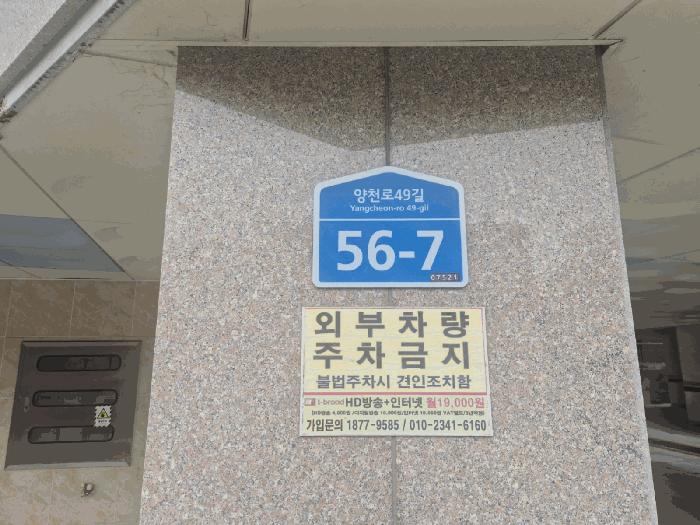 양천로49길
Yangcheon-ro 49-gil
56-7
07521
외부차량
주차금지
불법주차시 견인조치함
t-broad HD방송+인터넷 월19,000원
가입문의 1877-9585 / 010-2341-6160